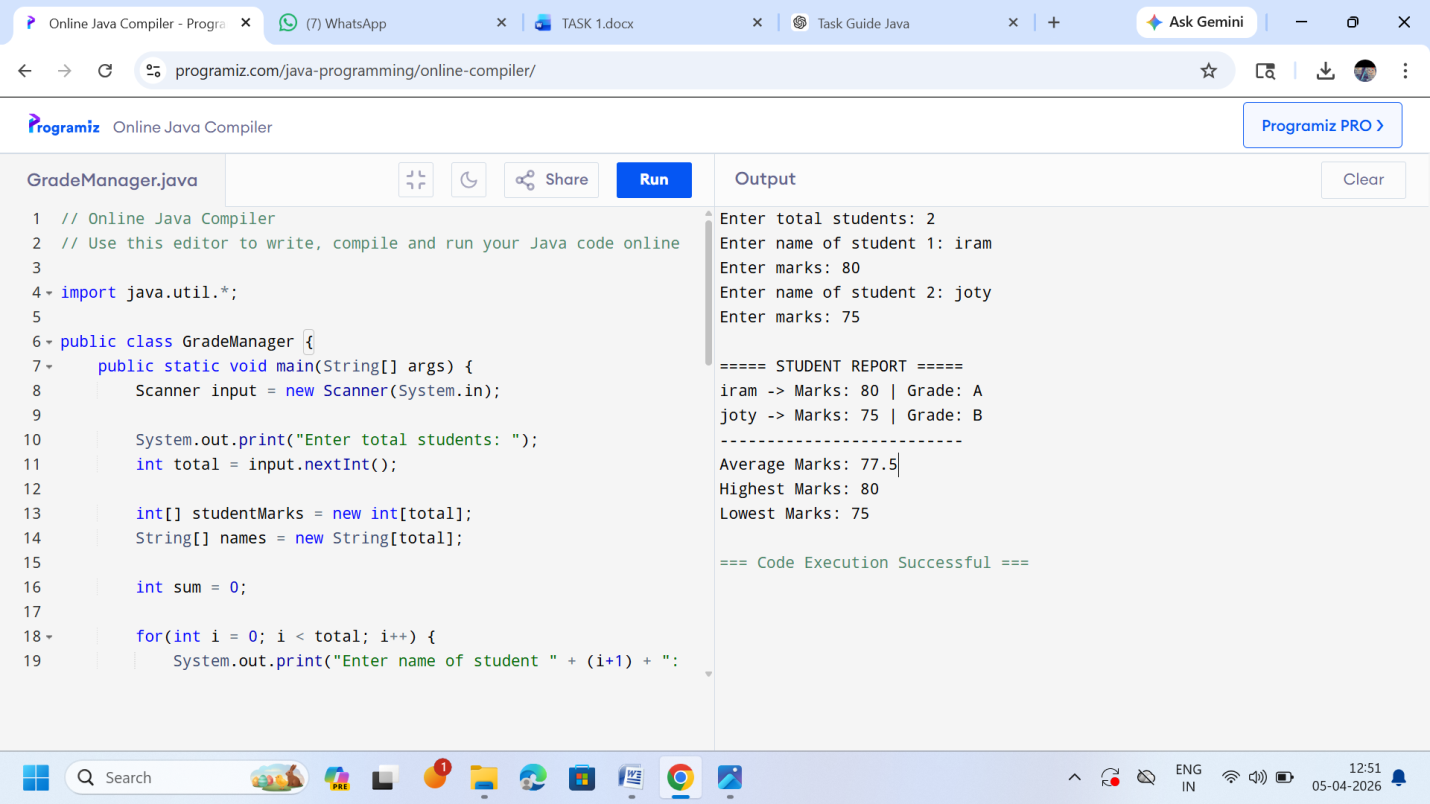 Online Java Compiler - Progra
(7) WhatsApp
TASK 1.docx
Task Guide Java
Ask Gemini
programiz.com/java-programming/online-compiler/
Programiz
Online Java Compiler
Programiz PRO
GradeManager.java
Share
Run
1 // Online Java Compiler
2 // Use this editor to write, compile and run your Java code online
3
4 import java.util.*;
5
6 public class GradeManager {
7 public static void main(String[] args) {
8 Scanner input = new Scanner(System.in);
9
10 System.out.print("Enter total students: ");
11 int total = input.nextInt();
12
13 int[] studentMarks = new int[total];
14 String[] names = new String[total];
15
16 int sum = 0;
17
18 for(int i = 0; i < total; i++) {
19 System.out.print("Enter name of student " + (i+1) + ":
Output
Clear
Enter total students: 2
Enter name of student 1: iram
Enter marks: 80
Enter name of student 2: joty
Enter marks: 75
===== STUDENT REPORT =====
iram -> Marks: 80 | Grade: A
joty -> Marks: 75 | Grade: B
--------------------------
Average Marks: 77.5
Highest Marks: 80
Lowest Marks: 75
=== Code Execution Successful ===
Search
PRE
1
ENG
IN
12:51
05-04-2026